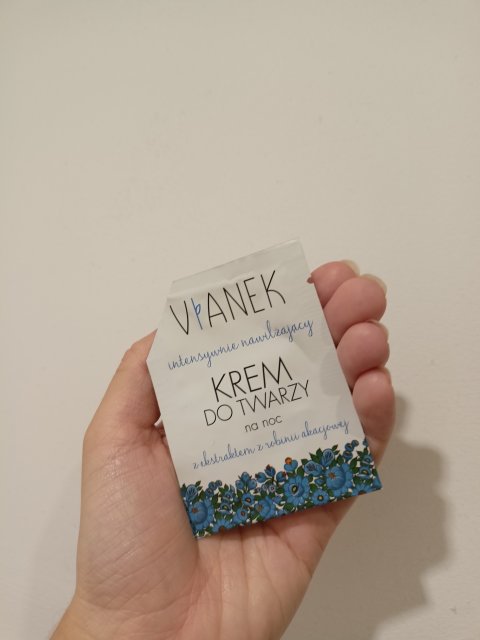 VIANEK
intensywnie nawilżający
KREM
DO TWARZY
na noc
z ekstraktem z robinii akacjowej